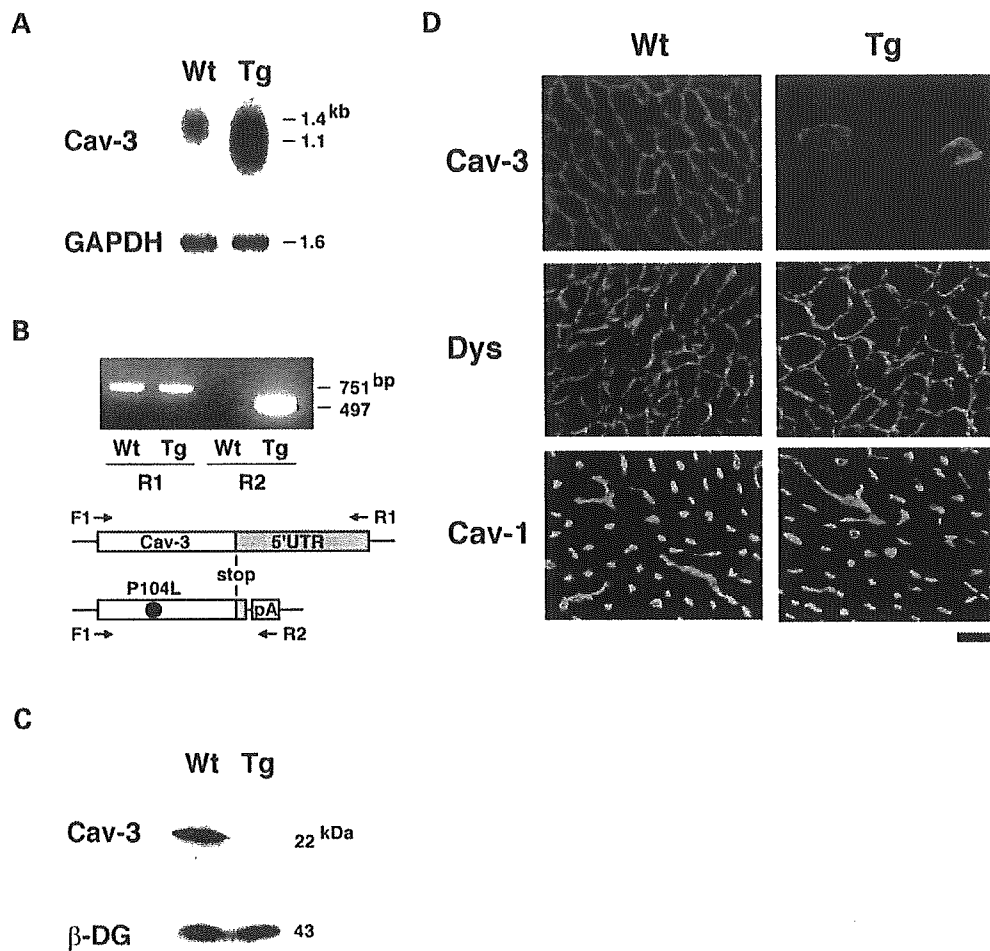 A
Wt Tg
Cav-3
1.4 kb
1.1
GAPDH
1.6
B
751 bp
497
Wt Tg Wt Tg
R1 R2
F1 R1
Cav-3 5'UTR
stop
P104L
pA
F1 R2
C
Wt Tg
Cav-3
22 kDa
β-DG
43
D
Wt Tg
Cav-3
Dys
Cav-1